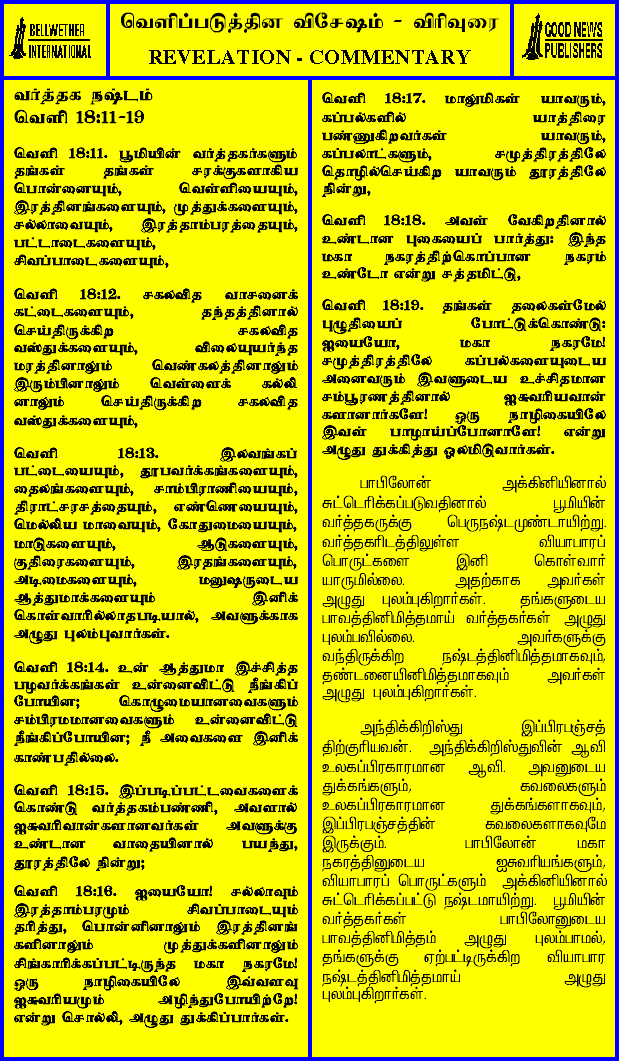 BELLWETHER
INTERNATIONAL
வெளிப்படுத்தின விசேஷம் - விரிவுரை
REVELATION - COMMENTARY
GOOD NEWS
PUBLISHERS
வர்த்தக நஷ்டம்
வெளி 18:11-19
வெளி 18:11. பூமியின் வர்த்தகர்களும்
தங்கள் தங்கள் சரக்குகளாகிய
பொன்னையும், வெள்ளியையும்,
இரத்தினங்களையும், முத்துக்களையும்,
சல்லாவையும், இரத்தாம்பரத்தையும்,
பட்டாடைகளையும்,
சிவப்பாடைகளையும்,
வெளி 18:12. சகலவித வாசனைக்
கட்டைகளையும், தந்தத்தினால்
செய்திருக்கிற சகலவித
வஸ்துக்களையும், விலையுயர்ந்த
மரத்தினாலும் வெண்கலத்தினாலும்
இரும்பினாலும் வெள்ளைக் கல்லி
னாலும் செய்திருக்கிற சகலவித
வஸ்துக்களையும்,
வெளி 18:13. இலவங்கப்
பட்டையையும், தூபவர்க்கங்களையும்,
தைலங்களையும், சாம்பிராணியையும்,
திராட்சரசத்தையும், எண்ணெயையும்,
மெல்லிய மாவையும், கோதுமையையும்,
மாடுகளையும், ஆடுகளையும்,
குதிரைகளையும், இரதங்களையும்,
அடிமைகளையும், மனுஷருடைய
ஆத்துமாக்களையும் இனிக்
கொள்வாரில்லாதபடியால், அவளுக்காக
அழுது புலம்புவார்கள்.
வெளி 18:14. உன் ஆத்துமா இச்சித்த
பழவர்க்கங்கள் உன்னைவிட்டு நீங்கிப்
போயின; கொழுமையானவைகளும்
சம்பிரமமானவைகளும் உன்னைவிட்டு
நீங்கிப்போயின; நீ அவைகளை இனிக்
காண்பதில்லை.
வெளி 18:15. இப்படிப்பட்டவைகளைக்
கொண்டு வர்த்தகம்பண்ணி, அவளால்
ஐசுவரிவான்களானவர்கள் அவளுக்கு
உண்டான வாதையினால் பயந்து,
தூரத்திலே நின்று;
வெளி 18:16. ஐயையோ! சல்லாவும்
இரத்தாம்பரமும் சிவப்பாடையும்
தரித்து, பொன்னினாலும் இரத்தினங்
களினாலும் முத்துக்களினாலும்
சிங்காரிக்கப்பட்டிருந்த மகா நகரமே!
ஒரு நாழிகையிலே இவ்வளவு
ஐசுவரியமும் அழிந்துபோயிற்றே!
என்று சொல்லி, அழுது துக்கிப்பார்கள்.
வெளி 18:17. மாலுமிகள் யாவரும்,
கப்பல்களில் யாத்திரை
பண்ணுகிறவர்கள் யாவரும்,
கப்பலாட்களும், சமுத்திரத்திலே
தொழில்செய்கிற யாவரும் தூரத்திலே
நின்று,
வெளி 18:18. அவள் வேகிறதினால்
உண்டான புகையைப் பார்த்து: இந்த
மகா நகரத்திற்கொப்பான நகரம்
உண்டோ என்று சத்தமிட்டு,
வெளி 18:19. தங்கள் தலைகள்மேல்
புழுதியைப் போட்டுக்கொண்டு:
ஐயையோ, மகா நகரமே!
சமுத்திரத்திலே கப்பல்களையுடைய
அனைவரும் இவளுடைய உச்சிதமான
சம்பூரணத்தினால் ஐசுவரியவான்
களானார்களே! ஒரு நாழிகையிலே
இவள் பாழாய்ப்போனாளே! என்று
அழுது துக்கித்து ஓலமிடுவார்கள்.
பாபிலோன் அக்கினியினால்
சுட்டெரிக்கப்படுவதினால் பூமியின்
வர்த்தகருக்கு பெருநஷ்டமுண்டாயிற்று.
வர்த்தகரிடத்திலுள்ள வியாபாரப்
பொருட்களை இனி கொள்வார்
யாருமில்லை. அதற்காக அவர்கள்
அழுது புலம்புகிறார்கள். தங்களுடைய
பாவத்தினிமித்தமாய் வர்த்தகர்கள் அழுது
புலம்பவில்லை. அவர்களுக்கு
வந்திருக்கிற நஷ்டத்தினிமித்தமாகவும்,
தண்டனையினிமித்தமாகவும் அவர்கள்
அழுது புலம்புகிறார்கள்.
அந்திக்கிறிஸ்து இப்பிரபஞ்சத்
திற்குரியவன். அந்திக்கிறிஸ்துவின் ஆவி
உலகப்பிரகாரமான ஆவி. அவனுடைய
துக்கங்களும், கவலைகளும்
உலகப்பிரகாரமான துக்கங்களாகவும்,
இப்பிரபஞ்சத்தின் கவலைகளாகவுமே
இருக்கும். பாபிலோன் மகா
நகரத்தினுடைய ஐசுவரியங்களும்,
வியாபாரப் பொருட்களும் அக்கினியினால்
சுட்டெரிக்கப்பட்டு நஷ்டமாயிற்று. பூமியின்
வர்த்தகர்கள் பாபிலோனுடைய
பாவத்தினிமித்தம் அழுது புலம்பாமல்,
தங்களுக்கு ஏற்பட்டிருக்கிற வியாபார
நஷ்டத்தினிமித்தமாய் அழுது
புலம்புகிறார்கள்.